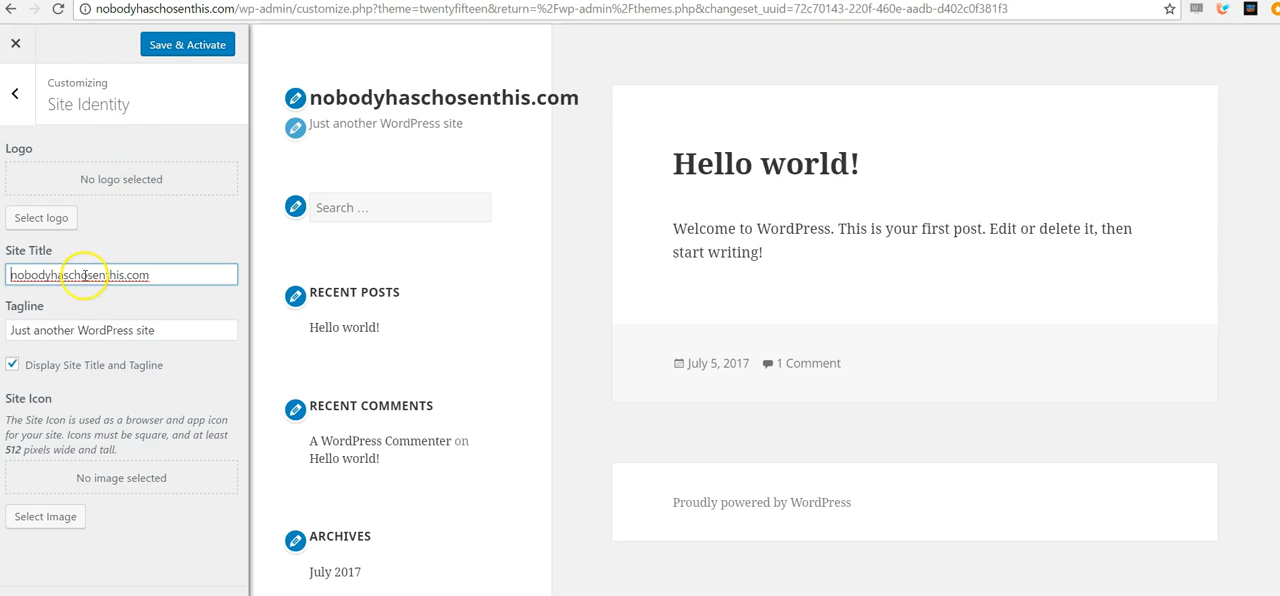 nobodyhaschosenthis.com/wp-admin/customize.php?theme=twentyfifteen&return=%2Fwp-admin%2Fthemes.php&changeset_uuid=72c70143-220f-460e-aadb-d402c0f381f3
Save & Activate
Customizing
Site Identity
Logo
No logo selected
Select logo
Site Title
nobodyhaschosenthis.com
Tagline
Just another WordPress site
Display Site Title and Tagline
Site Icon
The Site Icon is used as a browser and app icon
for your site. Icons must be square, and at least
512 pixels wide and tall.
No image selected
Select Image
nobodyhaschosenthis.com
Just another WordPress site
Search …
RECENT POSTS
Hello world!
RECENT COMMENTS
A WordPress Commenter on
Hello world!
ARCHIVES
July 2017
Hello world!
Welcome to WordPress. This is your first post. Edit or delete it, then
start writing!
July 5, 2017 1 Comment
Proudly powered by WordPress